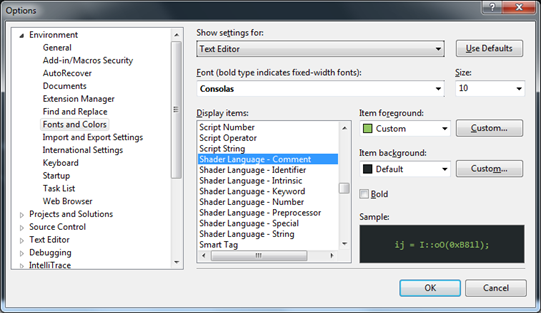 Options
Environment
General
Add-in/Macros Security
AutoRecover
Documents
Extension Manager
Find and Replace
Fonts and Colors
Import and Export Settings
International Settings
Keyboard
Startup
Task List
Web Browser
Projects and Solutions
Source Control
Text Editor
Debugging
IntelliTrace
Show settings for:
Text Editor
Use Defaults
Font (bold type indicates fixed-width fonts):
Size:
Consolas
10
Display items:
Script Number
Script Operator
Script String
Shader Language - Comment
Shader Language - Identifier
Shader Language - Intrinsic
Shader Language - Keyword
Shader Language - Number
Shader Language - Preprocessor
Shader Language - Special
Shader Language - String
Smart Tag
Item foreground:
Custom
Custom...
Item background:
Default
Custom...
Bold
Sample:
ij = I::oO(0xB81l);
OK
Cancel